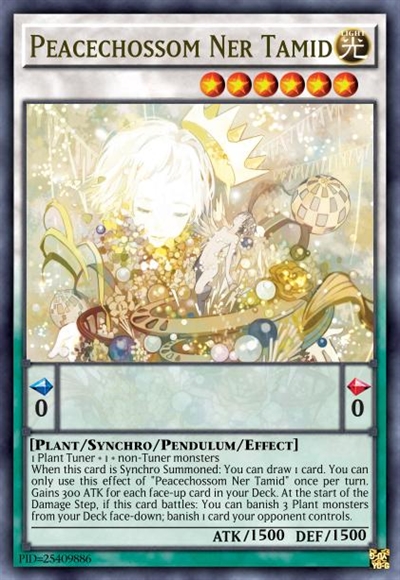 Peacechossom Ner Tamid
LIGHT
光
0 0
[Plant/Synchro/Pendulum/Effect]
1 Plant Tuner + 1 + non-Tuner monsters
When this card is Synchro Summoned: You can draw 1 card. You can
only use this effect of "Peacechossom Ner Tamid" once per turn.
Gains 300 ATK for each face-up card in your Deck. At the start of the
Damage Step, if this card battles: You can banish 3 Plant monsters
from your Deck face-down; banish 1 card your opponent controls.
ATK/1500 DEF/1500
PID=25409886